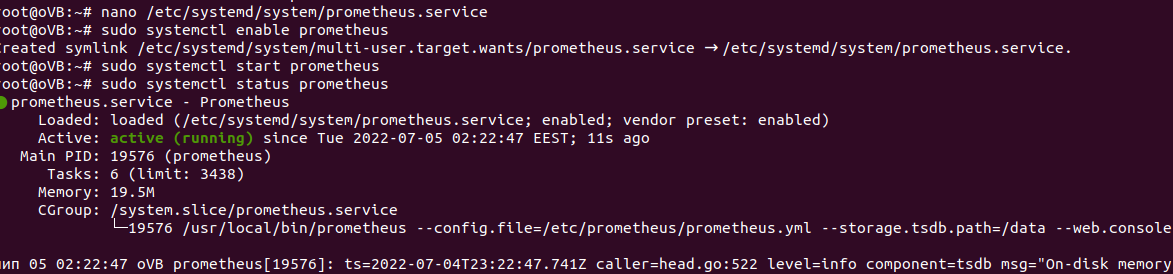 root@oVB:~# nano /etc/systemd/system/prometheus.service
root@oVB:~# sudo systemctl enable prometheus
Created symlink /etc/systemd/system/multi-user.target.wants/prometheus.service → /etc/systemd/system/prometheus.service.
root@oVB:~# sudo systemctl start prometheus
root@oVB:~# sudo systemctl status prometheus
● prometheus.service - Prometheus
Loaded: loaded (/etc/systemd/system/prometheus.service; enabled; vendor preset: enabled)
Active: active (running) since Tue 2022-07-05 02:22:47 EEST; 11s ago
Main PID: 19576 (prometheus)
Tasks: 6 (limit: 3438)
Memory: 19.5M
CGroup: /system.slice/prometheus.service
└─19576 /usr/local/bin/prometheus --config.file=/etc/prometheus/prometheus.yml --storage.tsdb.path=/data --web.console
лип 05 02:22:47 oVB prometheus[19576]: ts=2022-07-04T23:22:47.741Z caller=head.go:522 level=info component=tsdb msg="On-disk memory